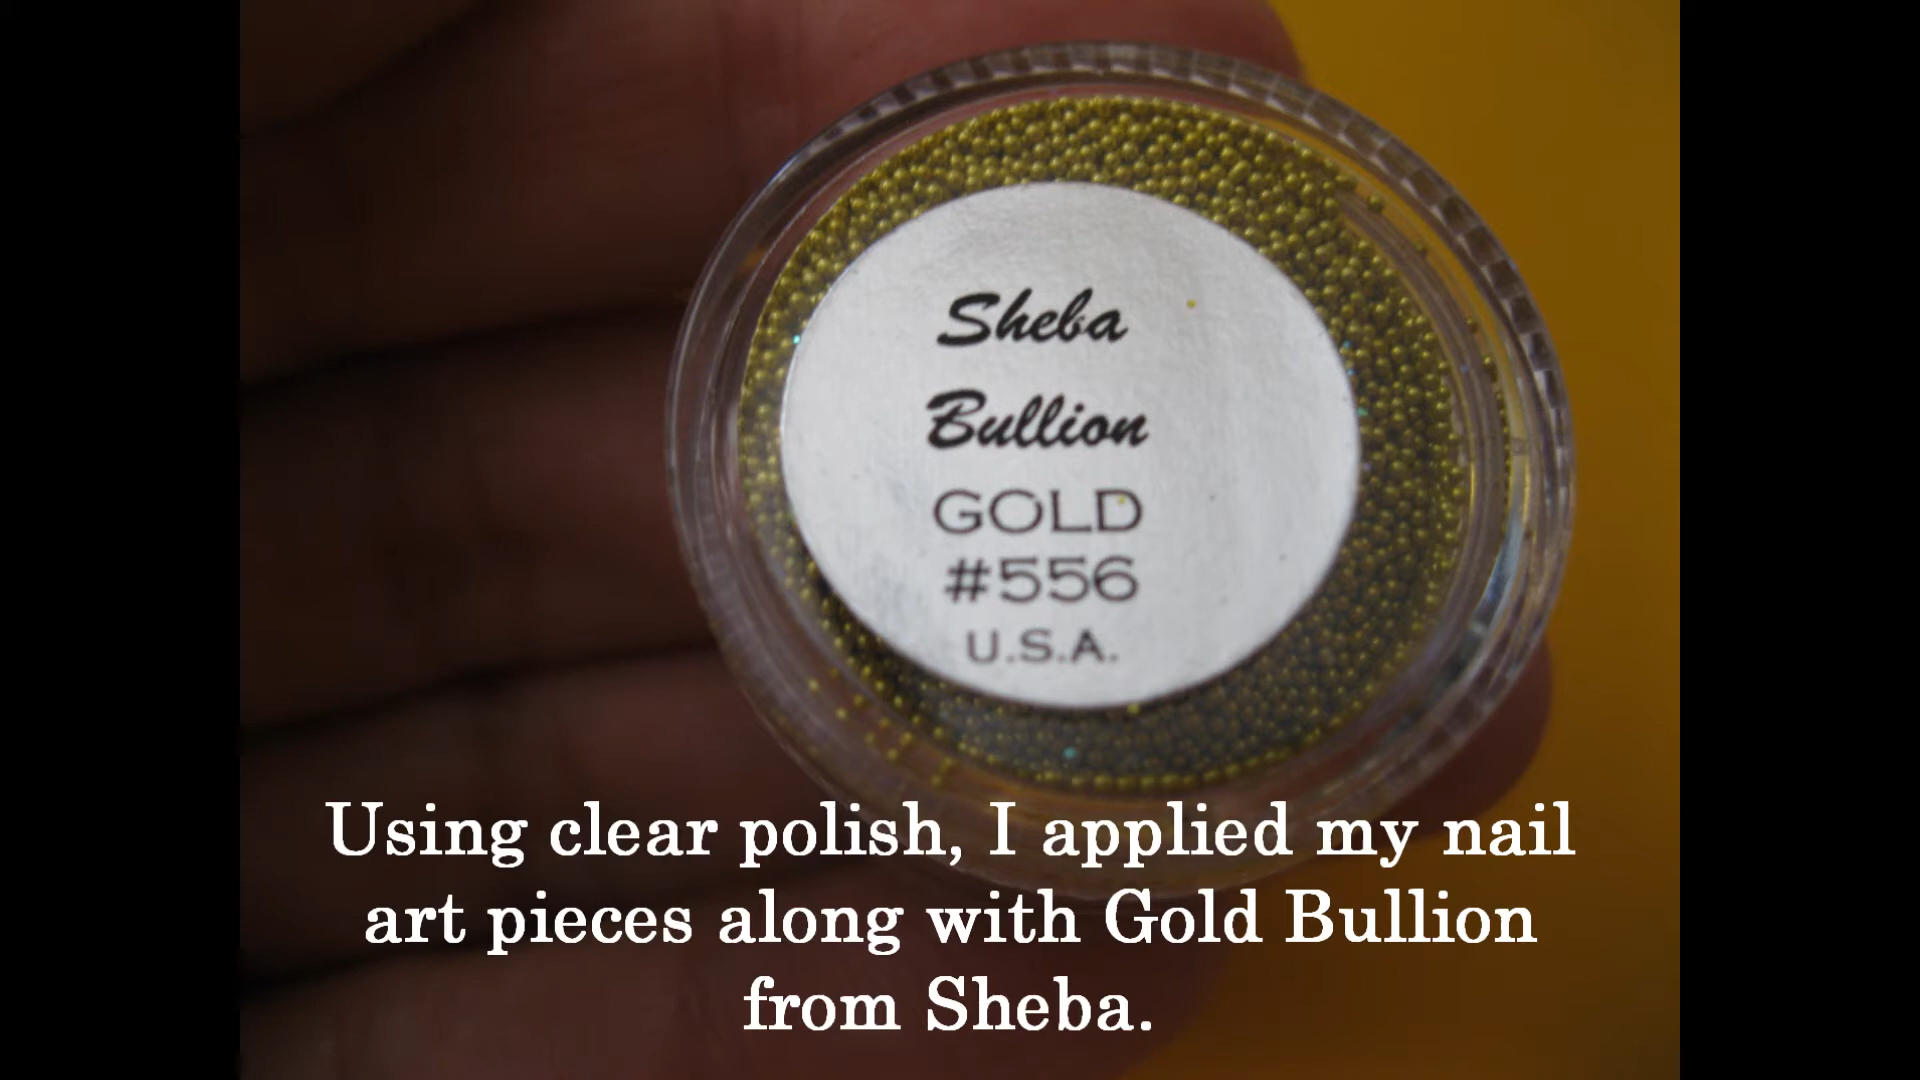 Sheba
Bullion
GOLD
#556
U.S.A.
Using clear polish, I applied my nail
art pieces along with Gold Bullion
from Sheba.